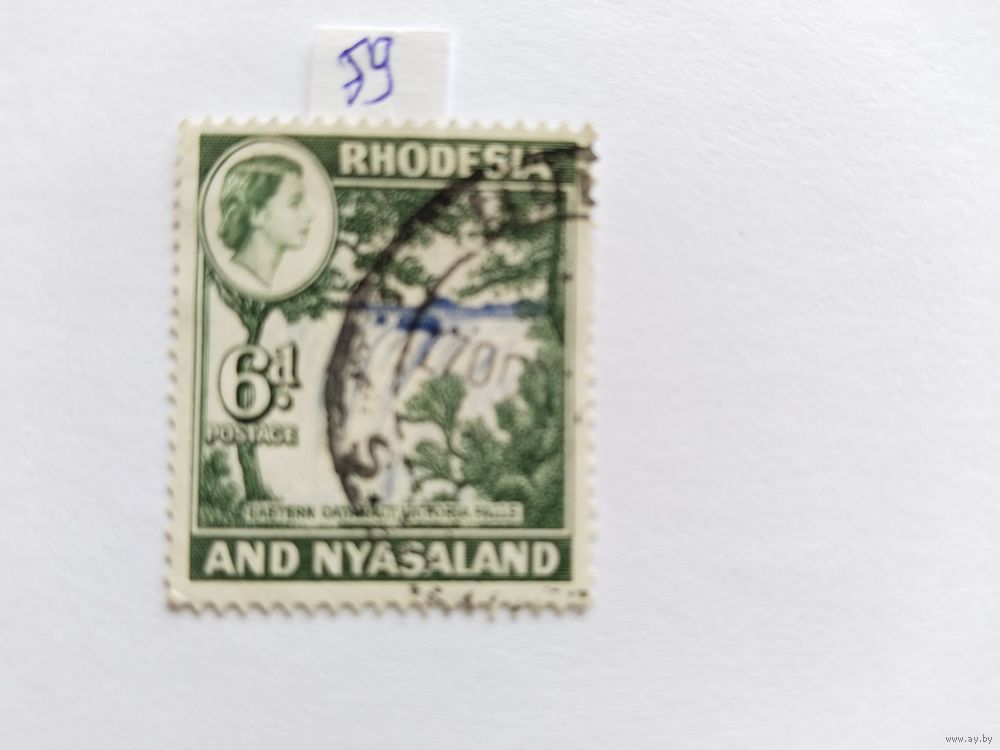 59
RHODESIA
6d.
POSTAGE
EASTERN CATARACT VICTORIA FALLS
AND NYASALAND
www.ay.by